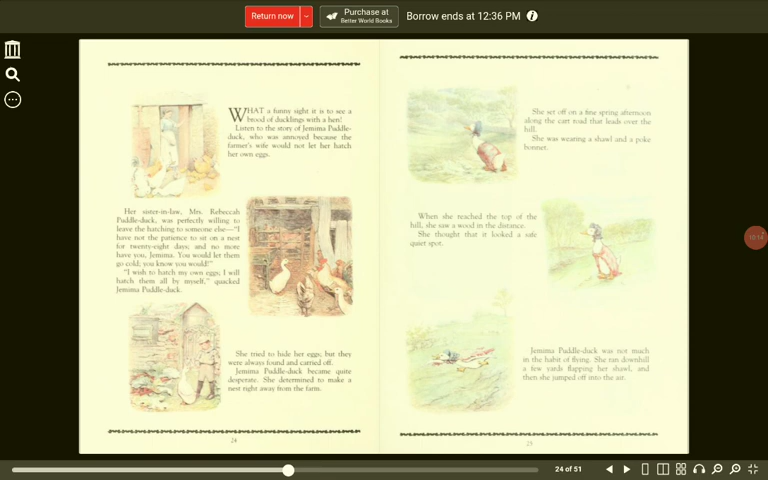 Return now
Purchase at
Better World Books
Borrow ends at 12:36 PM
WHAT a funny sight it is to see a
brood of ducklings with a hen!
Listen to the story of Jemima Puddle-
duck, who was annoyed because the
farmer's wife would not let her hatch
her own eggs.
Her sister-in-law, Mrs. Rebeccah
Puddle-duck, was perfectly willing to
leave the hatching to someone else—"I
have not the patience to sit on a nest
for twenty-eight days; and no more
have you, Jemima. You would let them
go cold; you know you would!"
"I wish to hatch my own eggs; I will
hatch them all by myself," quacked
Jemima Puddle-duck.
She tried to hide her eggs; but they
were always found and carried off.
Jemima Puddle-duck became quite
desperate. She determined to make a
nest right away from the farm.
24
She set off on a fine spring afternoon
along the cart road that leads over the
hill.
She was wearing a shawl and a poke
bonnet.
When she reached the top of the
hill, she saw a wood in the distance.
She thought that it looked a safe
quiet spot.
Jemima Puddle-duck was not much
in the habit of flying. She ran downhill
a few yards flapping her shawl, and
then she jumped off into the air.
25
24 of 51